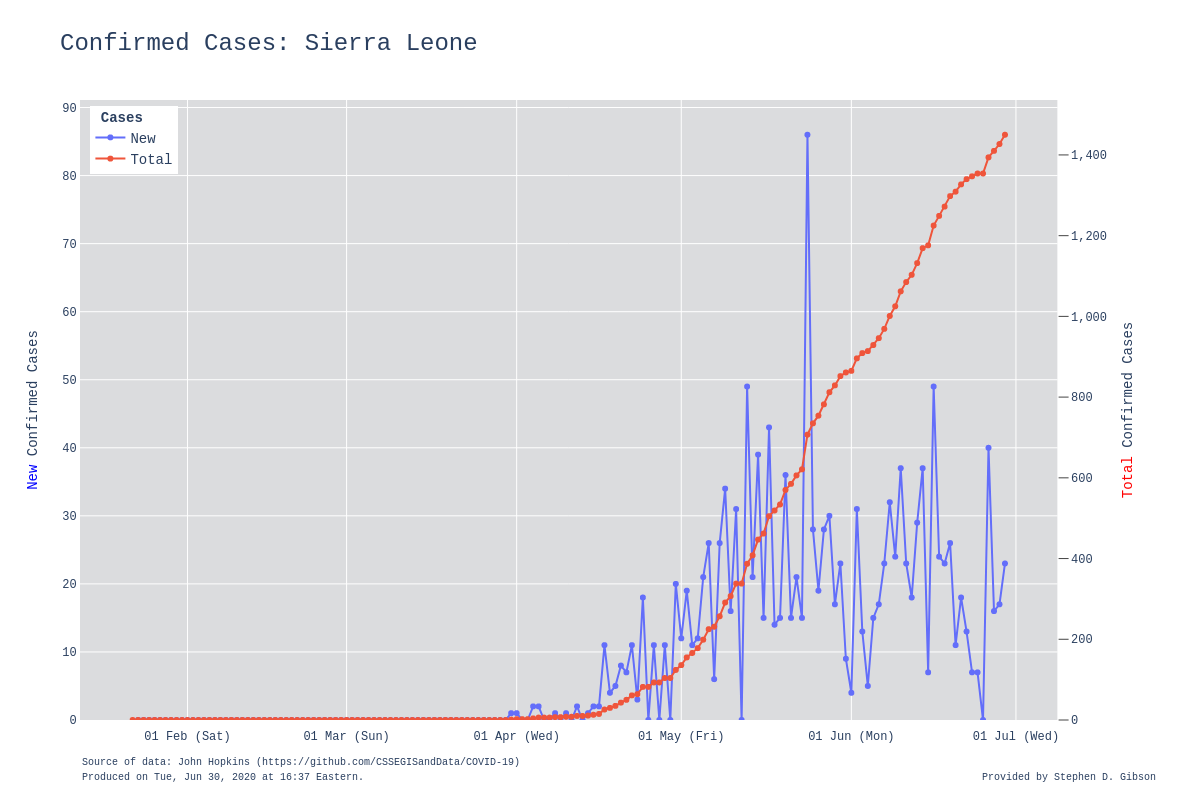 Confirmed Cases: Sierra Leone
Cases
New
Total
90
80
70
60
50
40
30
20
10
0
New Confirmed Cases
1,400
1,200
1,000
800
600
400
200
0
Total Confirmed Cases
01 Feb (Sat)
01 Mar (Sun)
01 Apr (Wed)
01 May (Fri)
01 Jun (Mon)
01 Jul (Wed)
Source of data: John Hopkins (https://github.com/CSSEGISandData/COVID-19)
Produced on Tue, Jun 30, 2020 at 16:37 Eastern.
Provided by Stephen D. Gibson